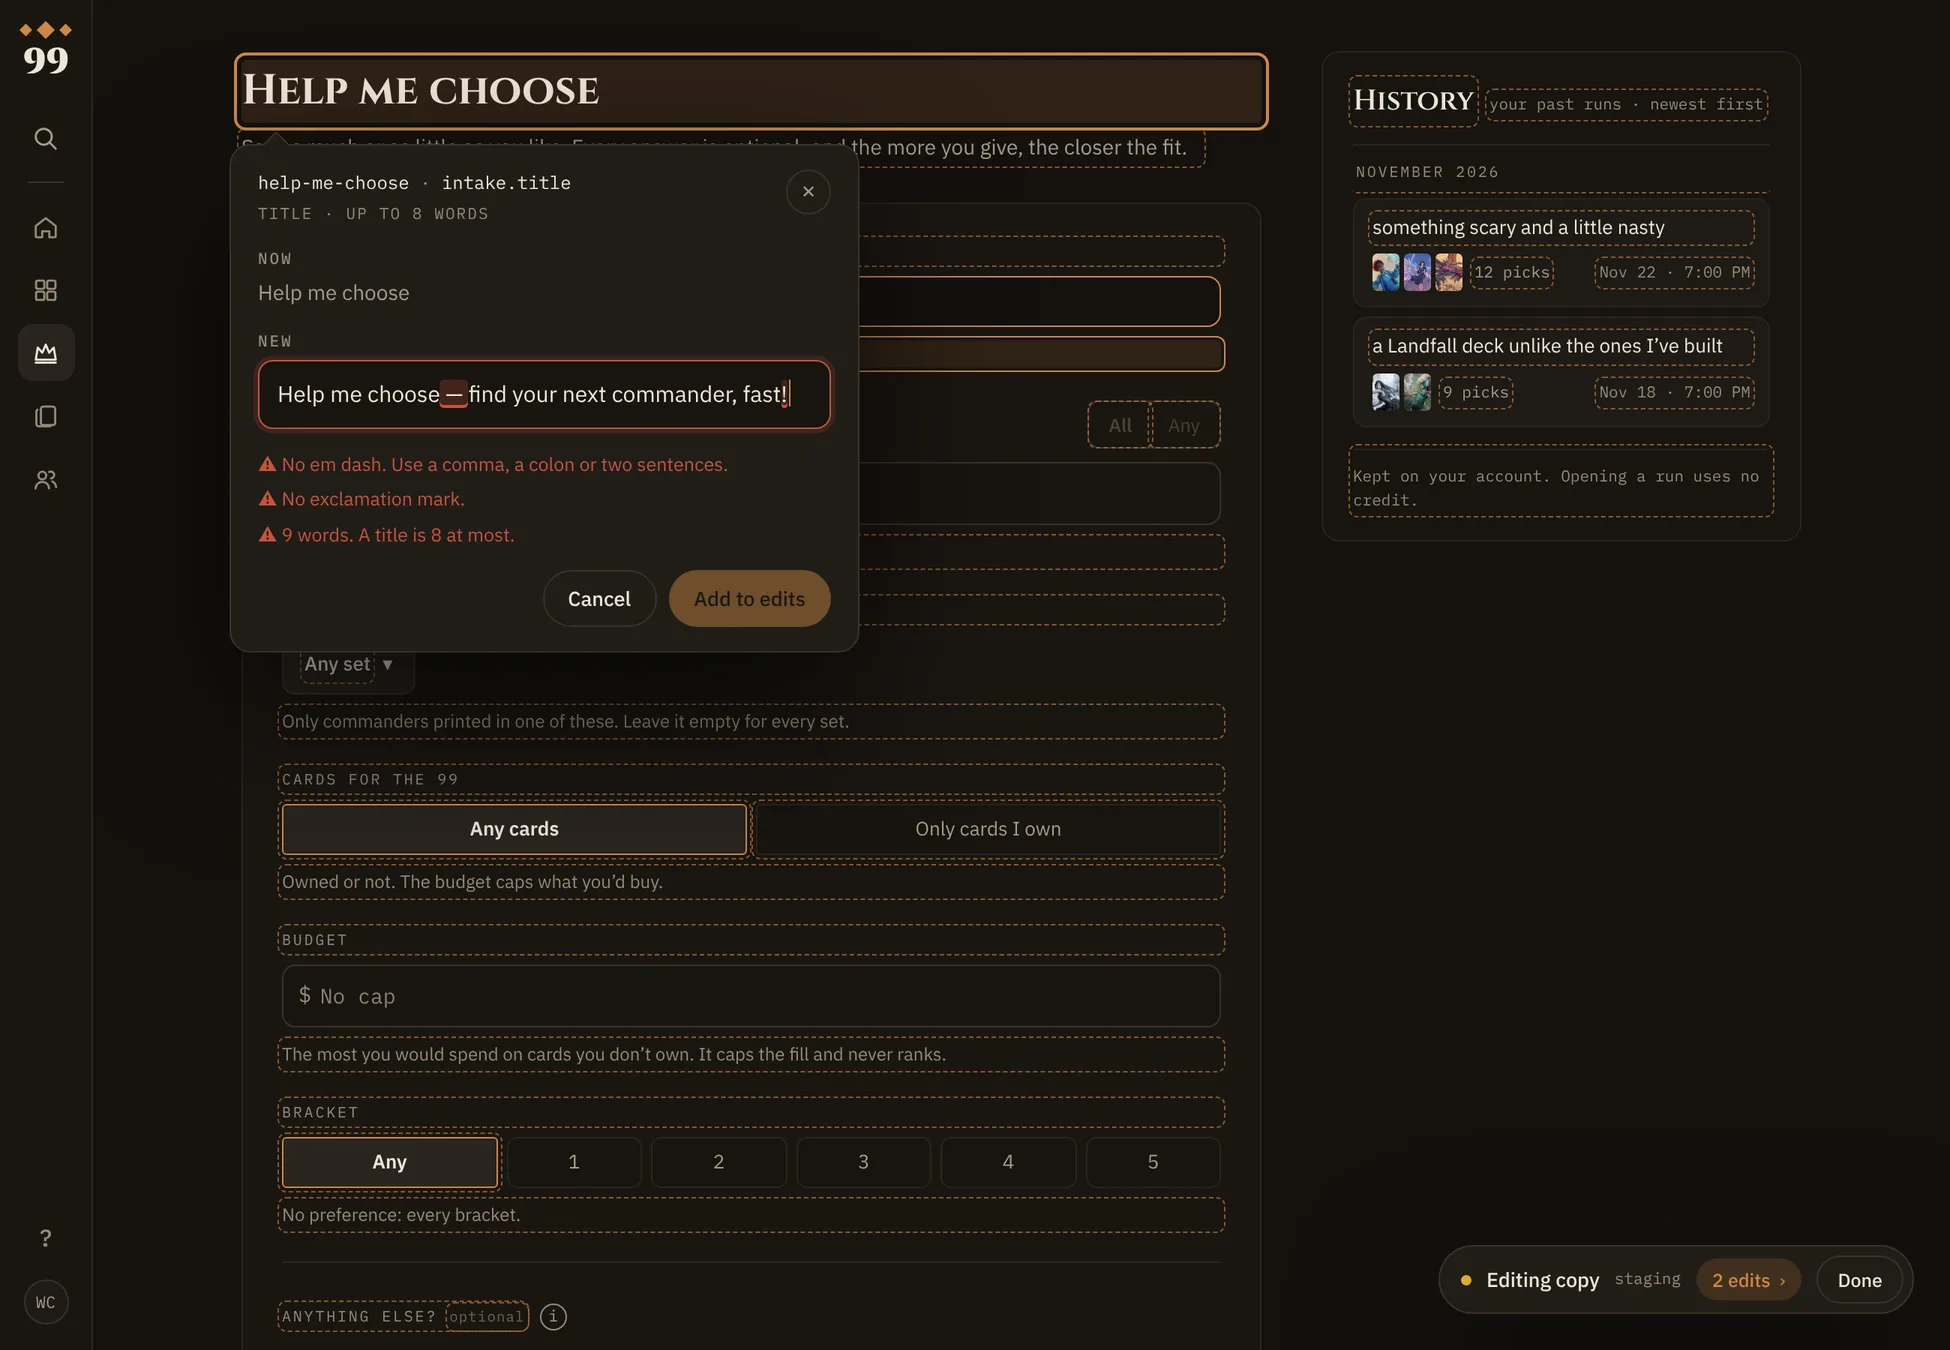 99
HELP ME CHOOSE
the more you give, the closer the fit.
help-me-choose · intake.title
TITLE · UP TO 8 WORDS
NOW
Help me choose
NEW
Help me choose — find your next commander, fast!
No em dash. Use a comma, a colon or two sentences.
No exclamation mark.
9 words. A title is 8 at most.
Cancel
Add to edits
All
Any
Any set ▼
Only commanders printed in one of these. Leave it empty for every set.
CARDS FOR THE 99
Any cards
Only cards I own
Owned or not. The budget caps what you’d buy.
BUDGET
$ No cap
The most you would spend on cards you don’t own. It caps the fill and never ranks.
BRACKET
Any
1
2
3
4
5
No preference: every bracket.
ANYTHING ELSE? optional
i
HISTORY
your past runs · newest first
NOVEMBER 2026
something scary and a little nasty
12 picks
Nov 22 · 7:00 PM
a Landfall deck unlike the ones I’ve built
9 picks
Nov 18 · 7:00 PM
Kept on your account. Opening a run uses no
credit.
?
WC
Editing copy
staging
2 edits ›
Done